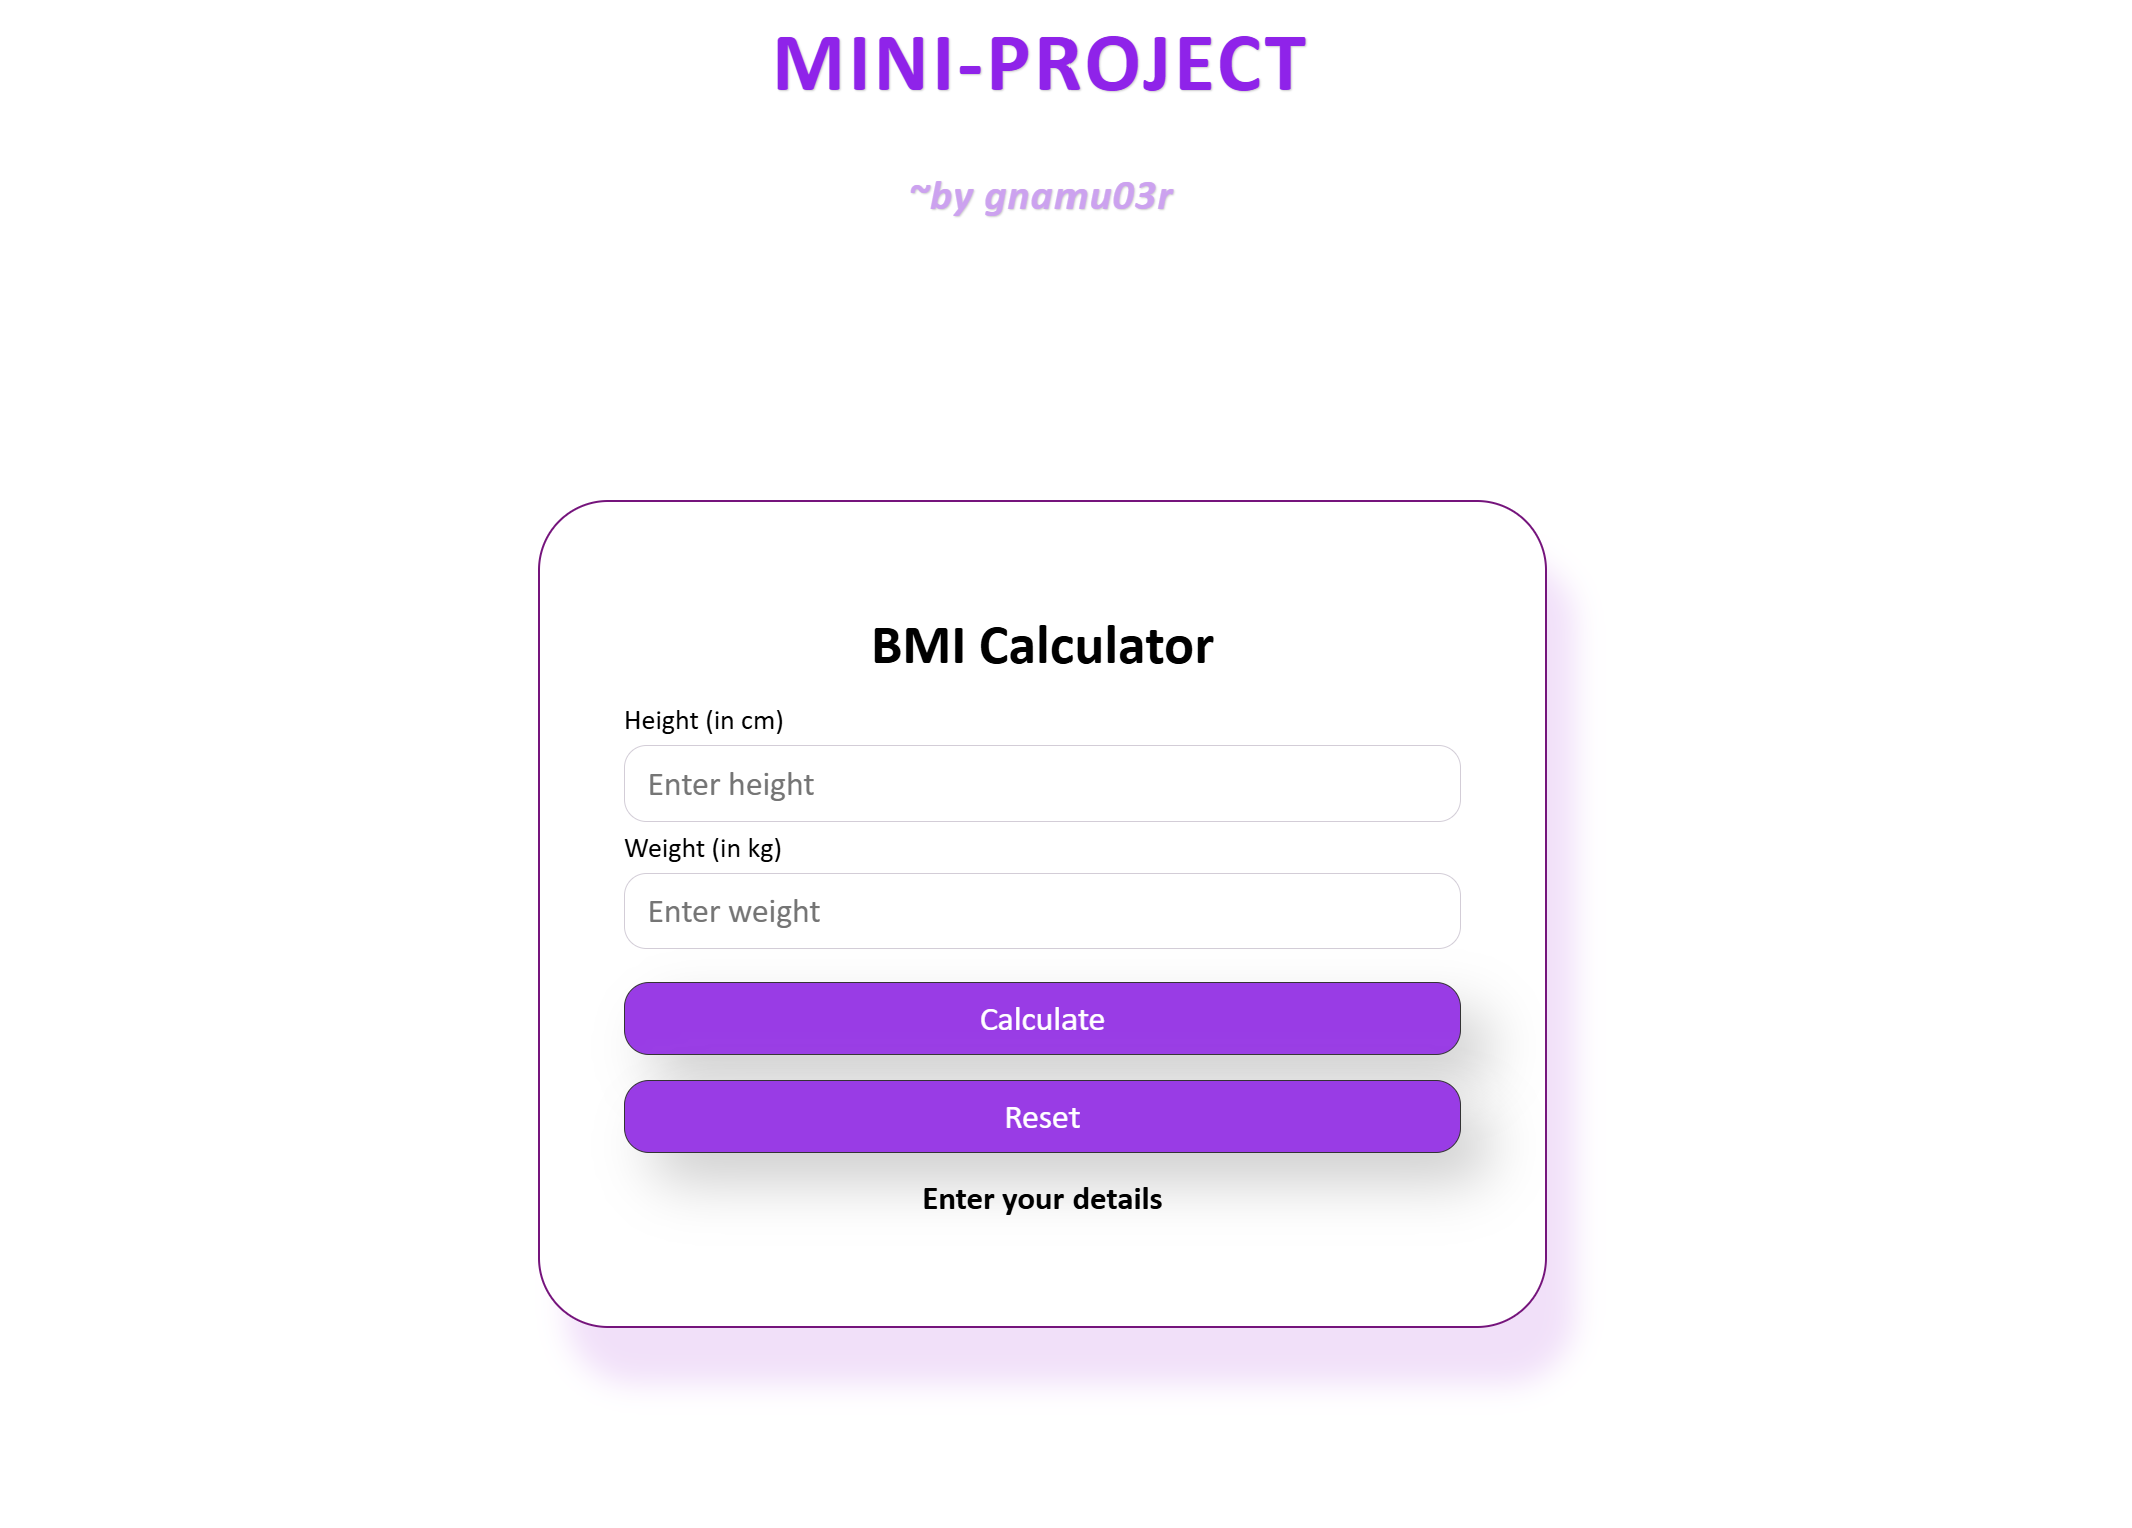 MINI-PROJECT
~by gnamu03r
BMI Calculator
Height (in cm)
Enter height
Weight (in kg)
Enter weight
Calculate
Reset
Enter your details